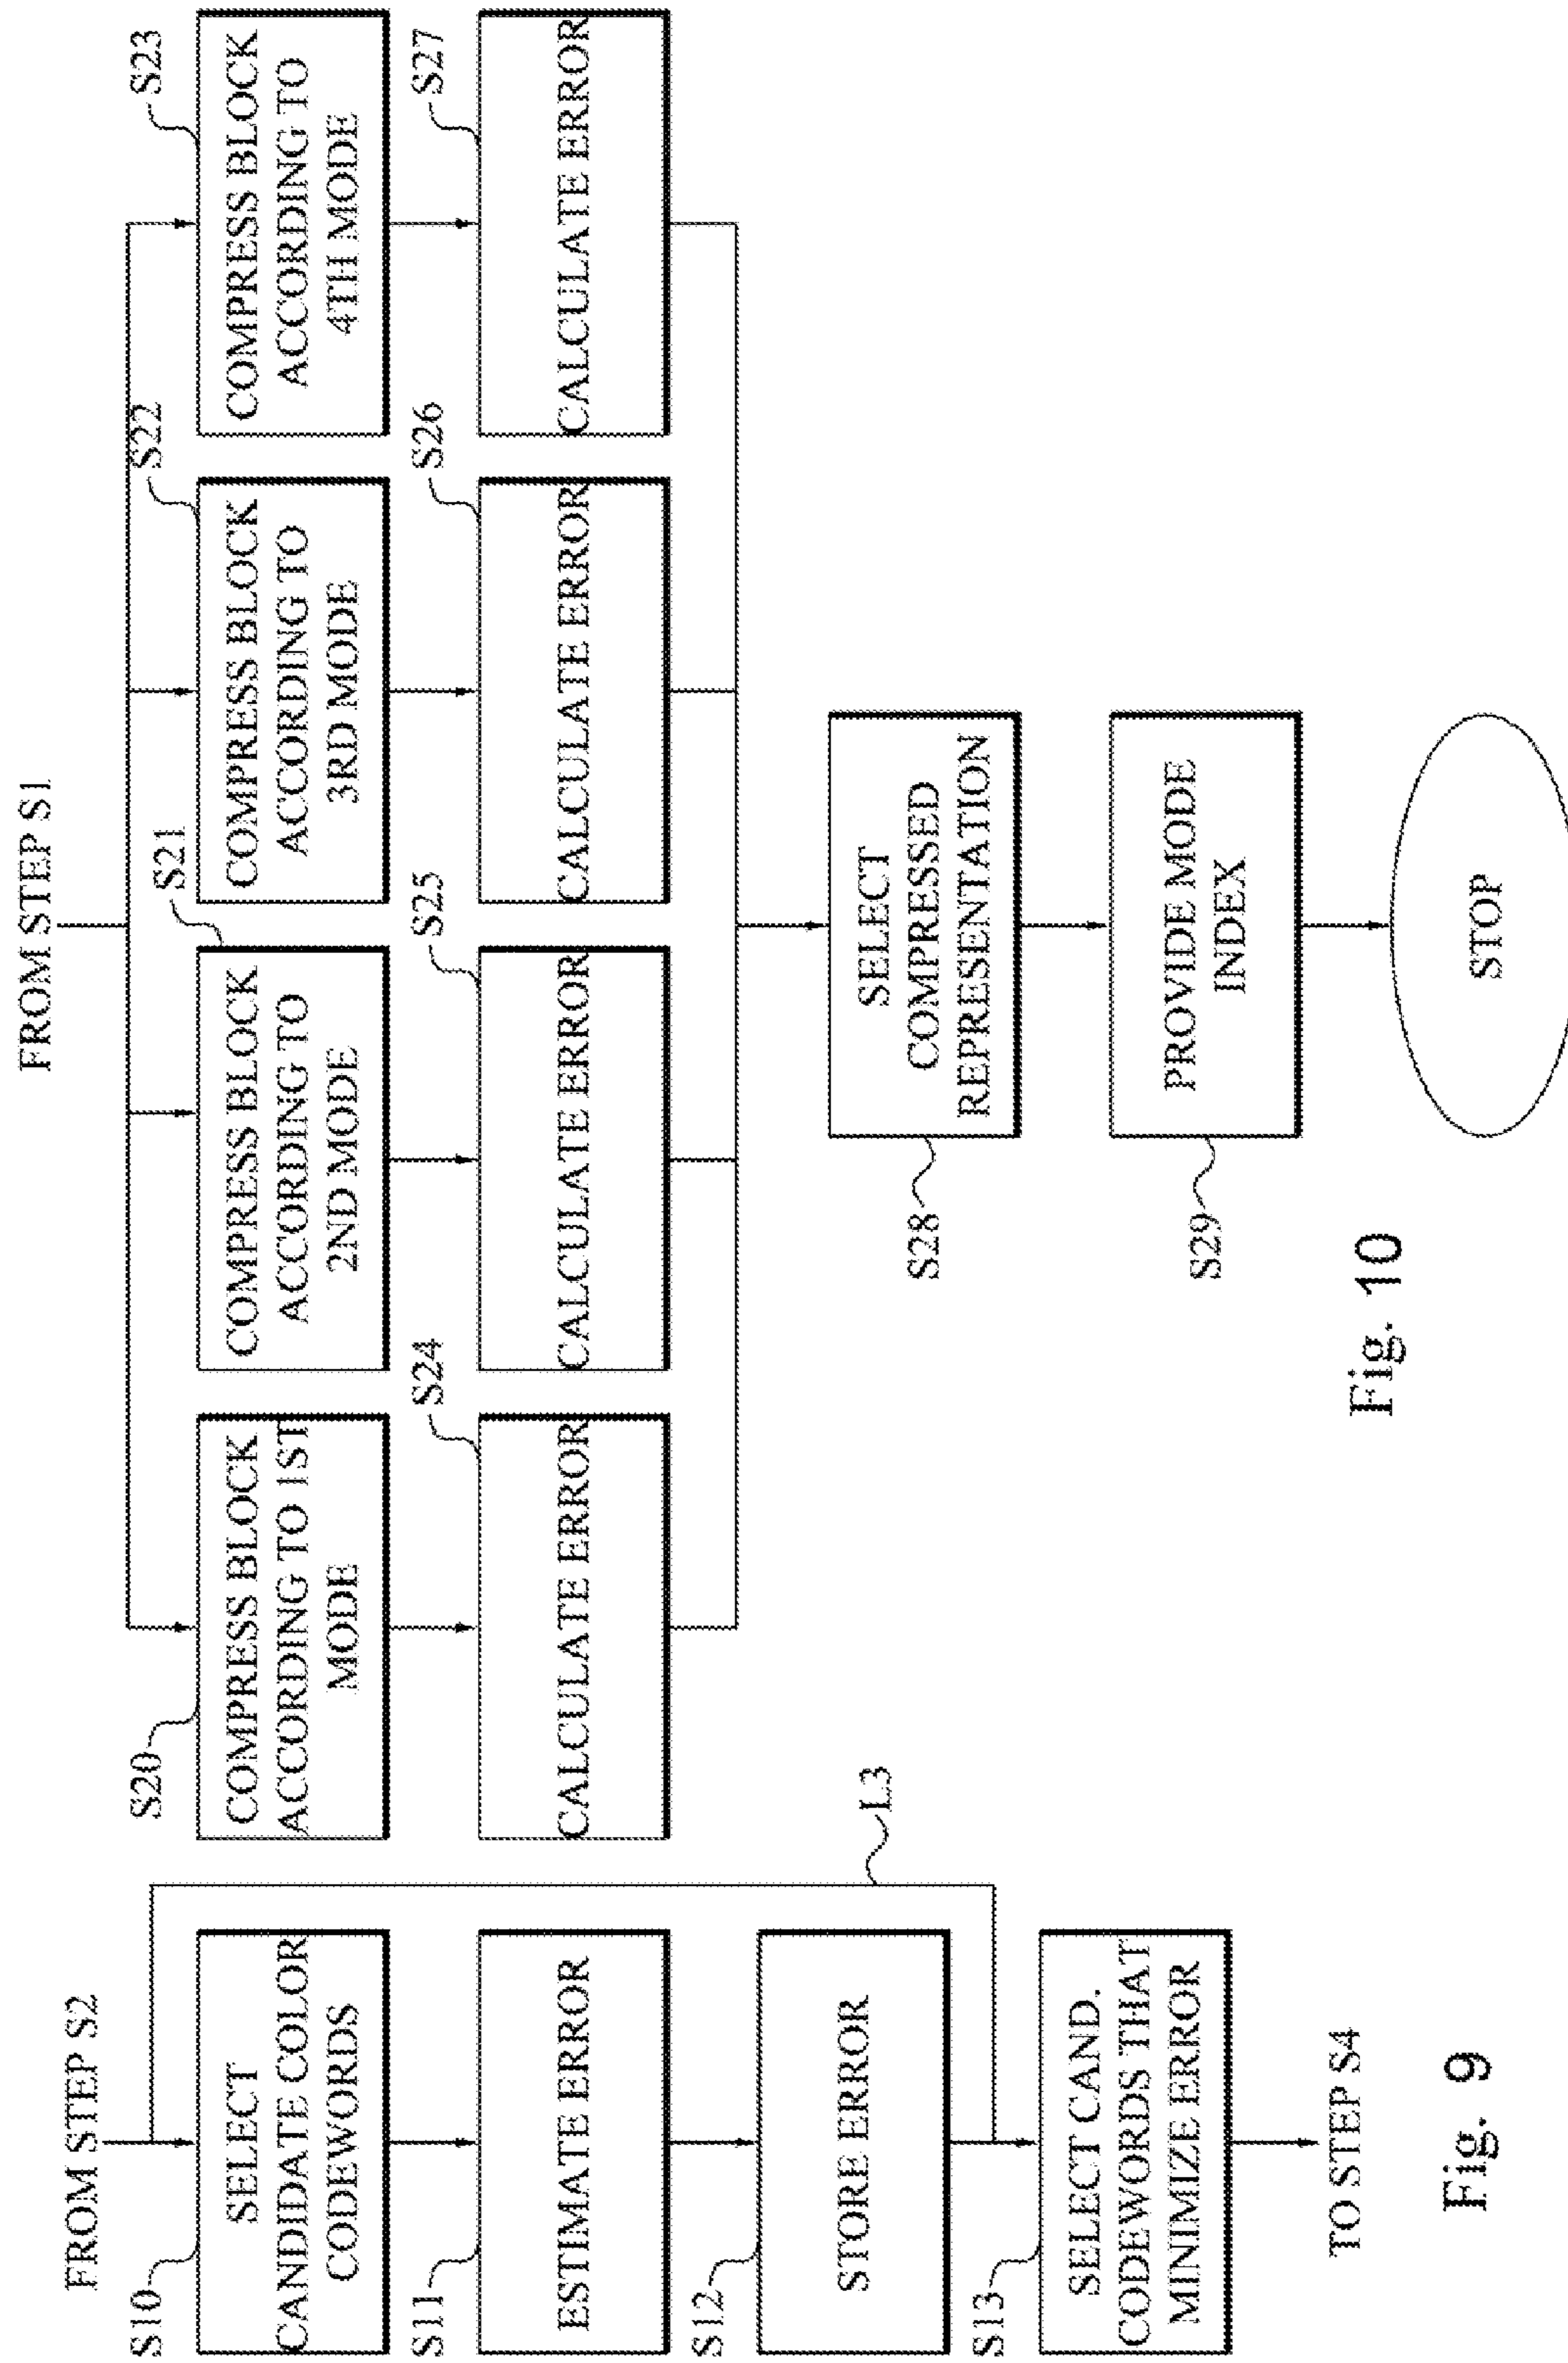 FROM STEP S2
S10
SELECT
CANDIDATE COLOR
CODEWORDS
S11
ESTIMATE ERROR
S12
STORE ERROR
L3
S13
SELECT CAND.
CODEWORDS THAT
MINIMIZE ERROR
TO STEP S4
Fig. 9
FROM STEP S1
S20
COMPRESS BLOCK
ACCORDING TO 1ST
MODE
S21
COMPRESS BLOCK
ACCORDING TO
2ND MODE
S22
COMPRESS BLOCK
ACCORDING TO
3RD MODE
S23
COMPRESS BLOCK
ACCORDING TO
4TH MODE
S24
CALCULATE ERROR
S25
CALCULATE ERROR
S26
CALCULATE ERROR
S27
CALCULATE ERROR
S28
SELECT
COMPRESSED
REPRESENTATION
S29
PROVIDE MODE
INDEX
STOP
Fig. 10